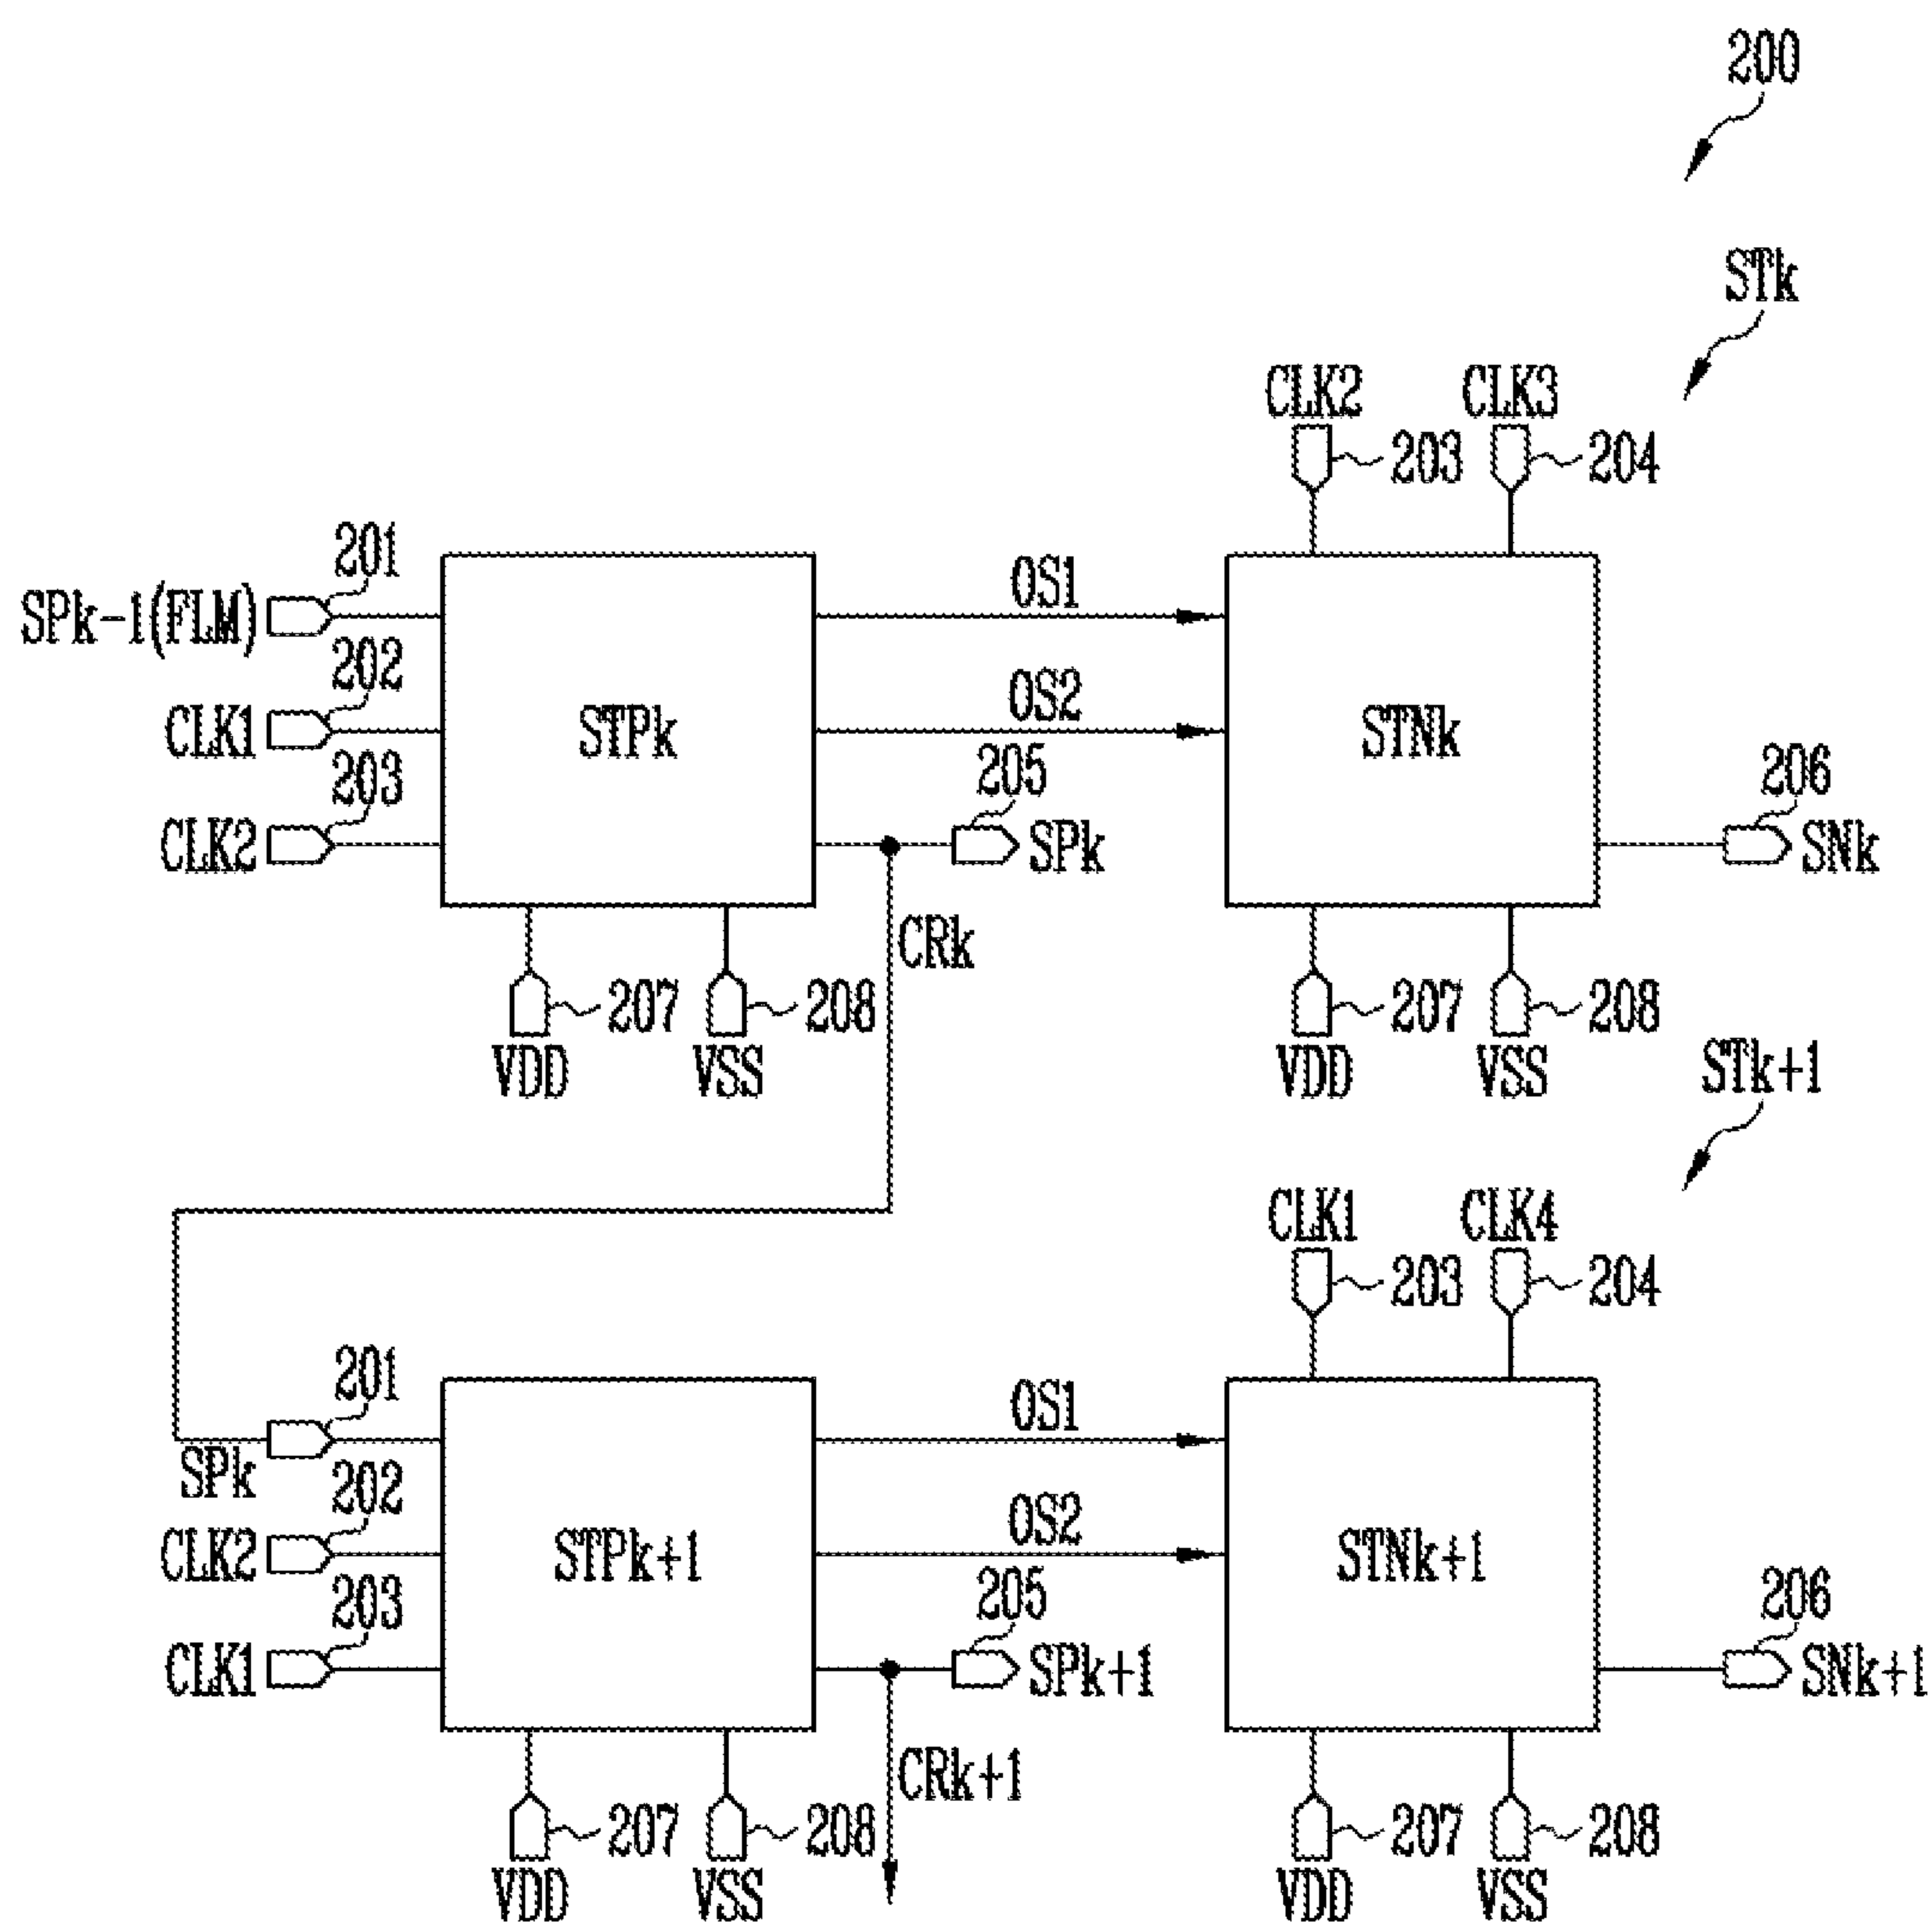 200
STk
CLK2 CLK3
203 204
201
SPk-1(FLM)
OS1
202
CLK1
OS2
STPk
STNk
203
205
206
CLK2
SPk
SNk
CRk
207 208 207 208
VDD VSS VDD VSS
STk+1
CLK1 CLK4
203 204
201
SPk
OS1
202
CLK2
OS2
STPk+1
STNk+1
203
205
206
CLK1
SPk+1
SNk+1
CRk+1
207 208 207 208
VDD VSS VDD VSS